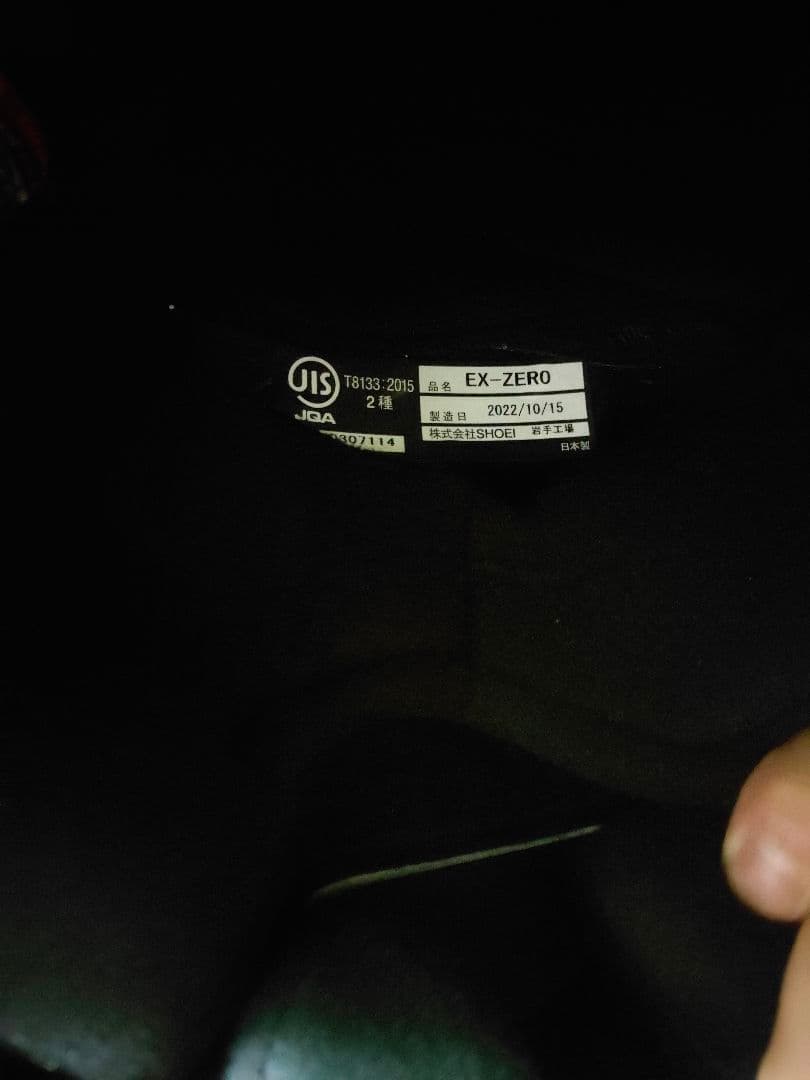 JIS T8133:2015
2種
JQA
307114
品名 EX-ZERO
製造日 2022/10/15
株式会社SHOEI 岩手工場
日本製